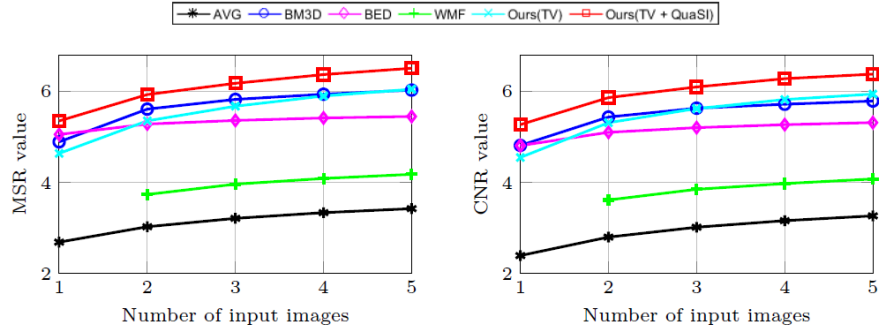 AVG BM3D BED WMF Ours(TV) Ours(TV + QuaSI)
6
4
2
MSR value
1 2 3 4 5
Number of input images
6
4
2
CNR value
1 2 3 4 5
Number of input images